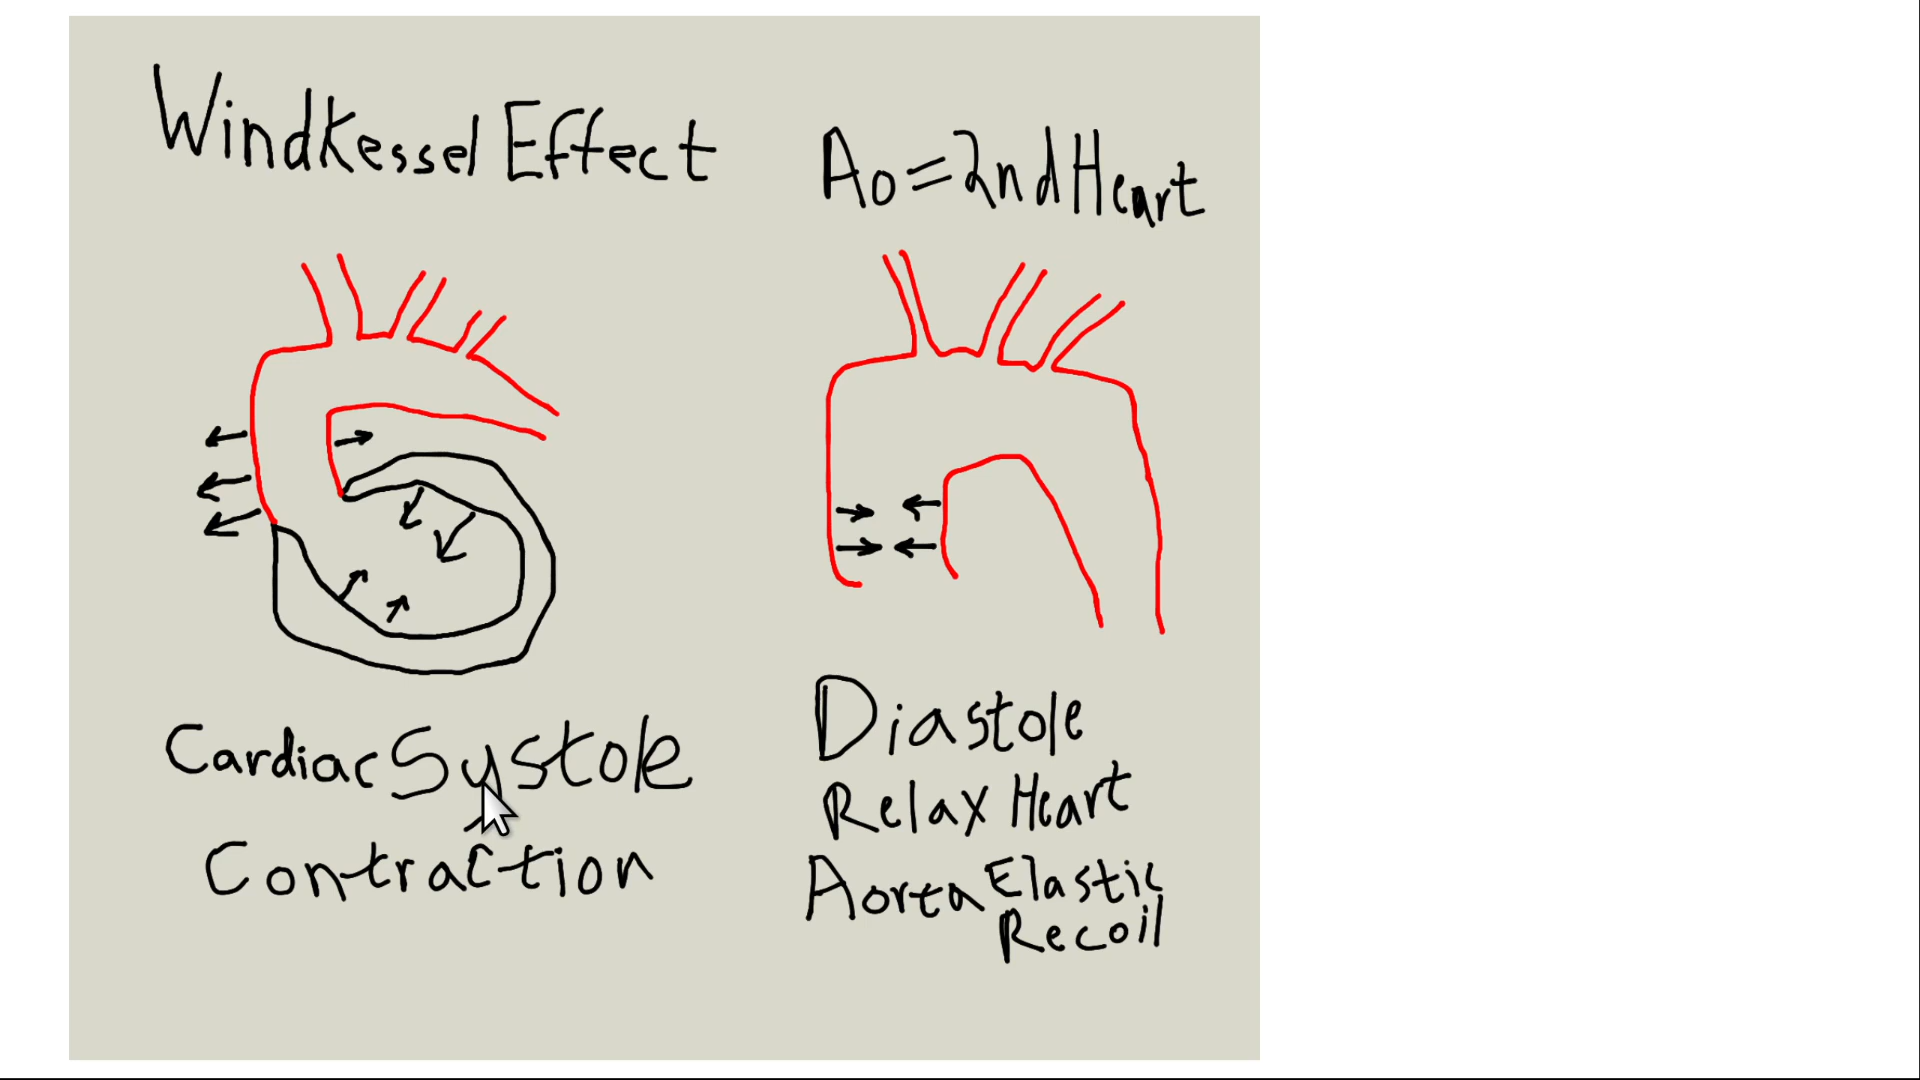 Windkessel Effect
Ao=2nd Heart
Cardiac Systole
Contraction
Diastole
Relax Heart
Aorta Elastic
Recoil